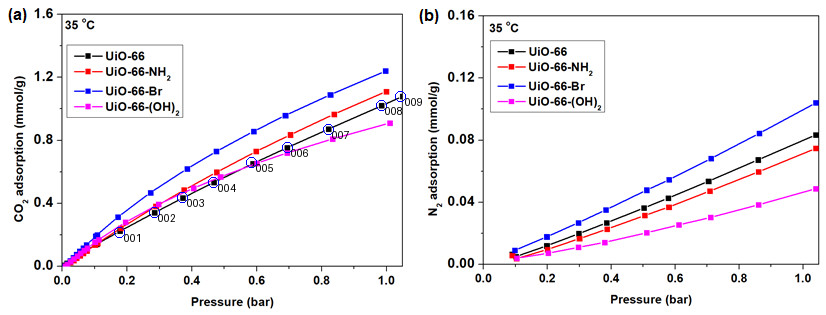 (a)
35 °C
UiO-66
UiO-66-NH2
UiO-66-Br
UiO-66-(OH)2
CO2 adsorption (mmol/g)
1.6
1.2
0.8
0.4
0.0
001
002
003
004
005
006
007
008
009
0.0 0.2 0.4 0.6 0.8 1.0
Pressure (bar)
(b)
35 °C
UiO-66
UiO-66-NH2
UiO-66-Br
UiO-66-(OH)2
N2 adsorption (mmol/g)
0.16
0.12
0.08
0.04
0.00
0.0 0.2 0.4 0.6 0.8 1.0
Pressure (bar)